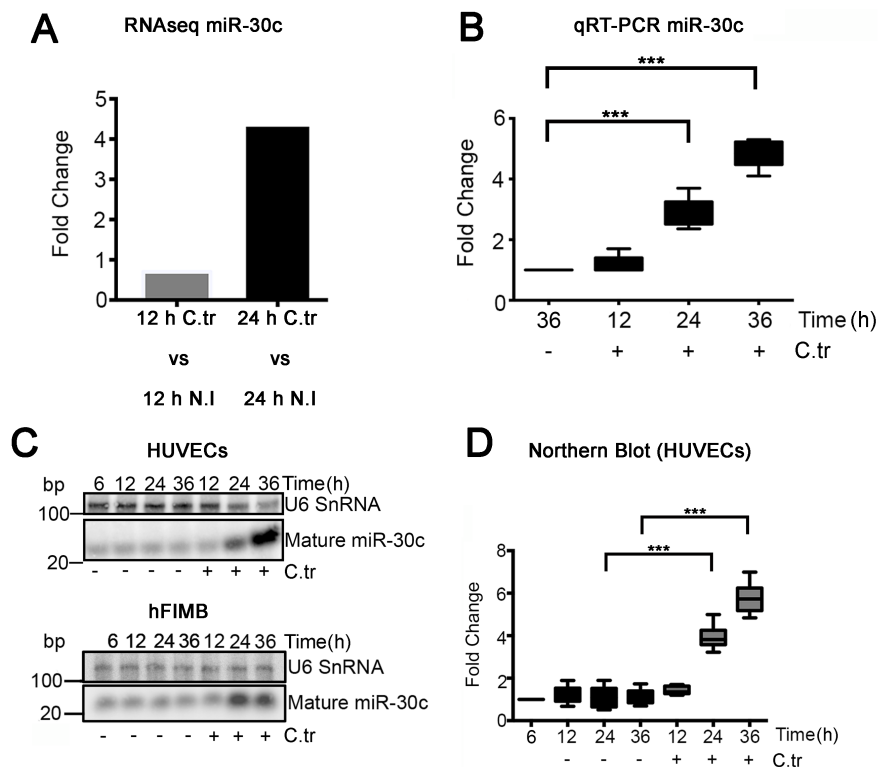 A
RNAseq miR-30c
5
4
3
2
1
0
Fold Change
12 h C.tr 24 h C.tr
vs vs
12 h N.I 24 h N.I
B
qRT-PCR miR-30c
***
***
6
4
2
0
Fold Change
36 12 24 36 Time (h)
- + + + C.tr
C
HUVECs
bp 6 12 24 36 12 24 36 Time(h)
U6 SnRNA
100
Mature miR-30c
20
- - - - + + + C.tr
hFIMB
bp 6 12 24 36 12 24 36 Time(h)
U6 SnRNA
100
Mature miR-30c
20
- - - - + + + C.tr
D
Northern Blot (HUVECs)
***
***
8
6
4
2
0
Fold Change
6 12 24 36 12 24 36 Time(h)
- - - + + + C.tr